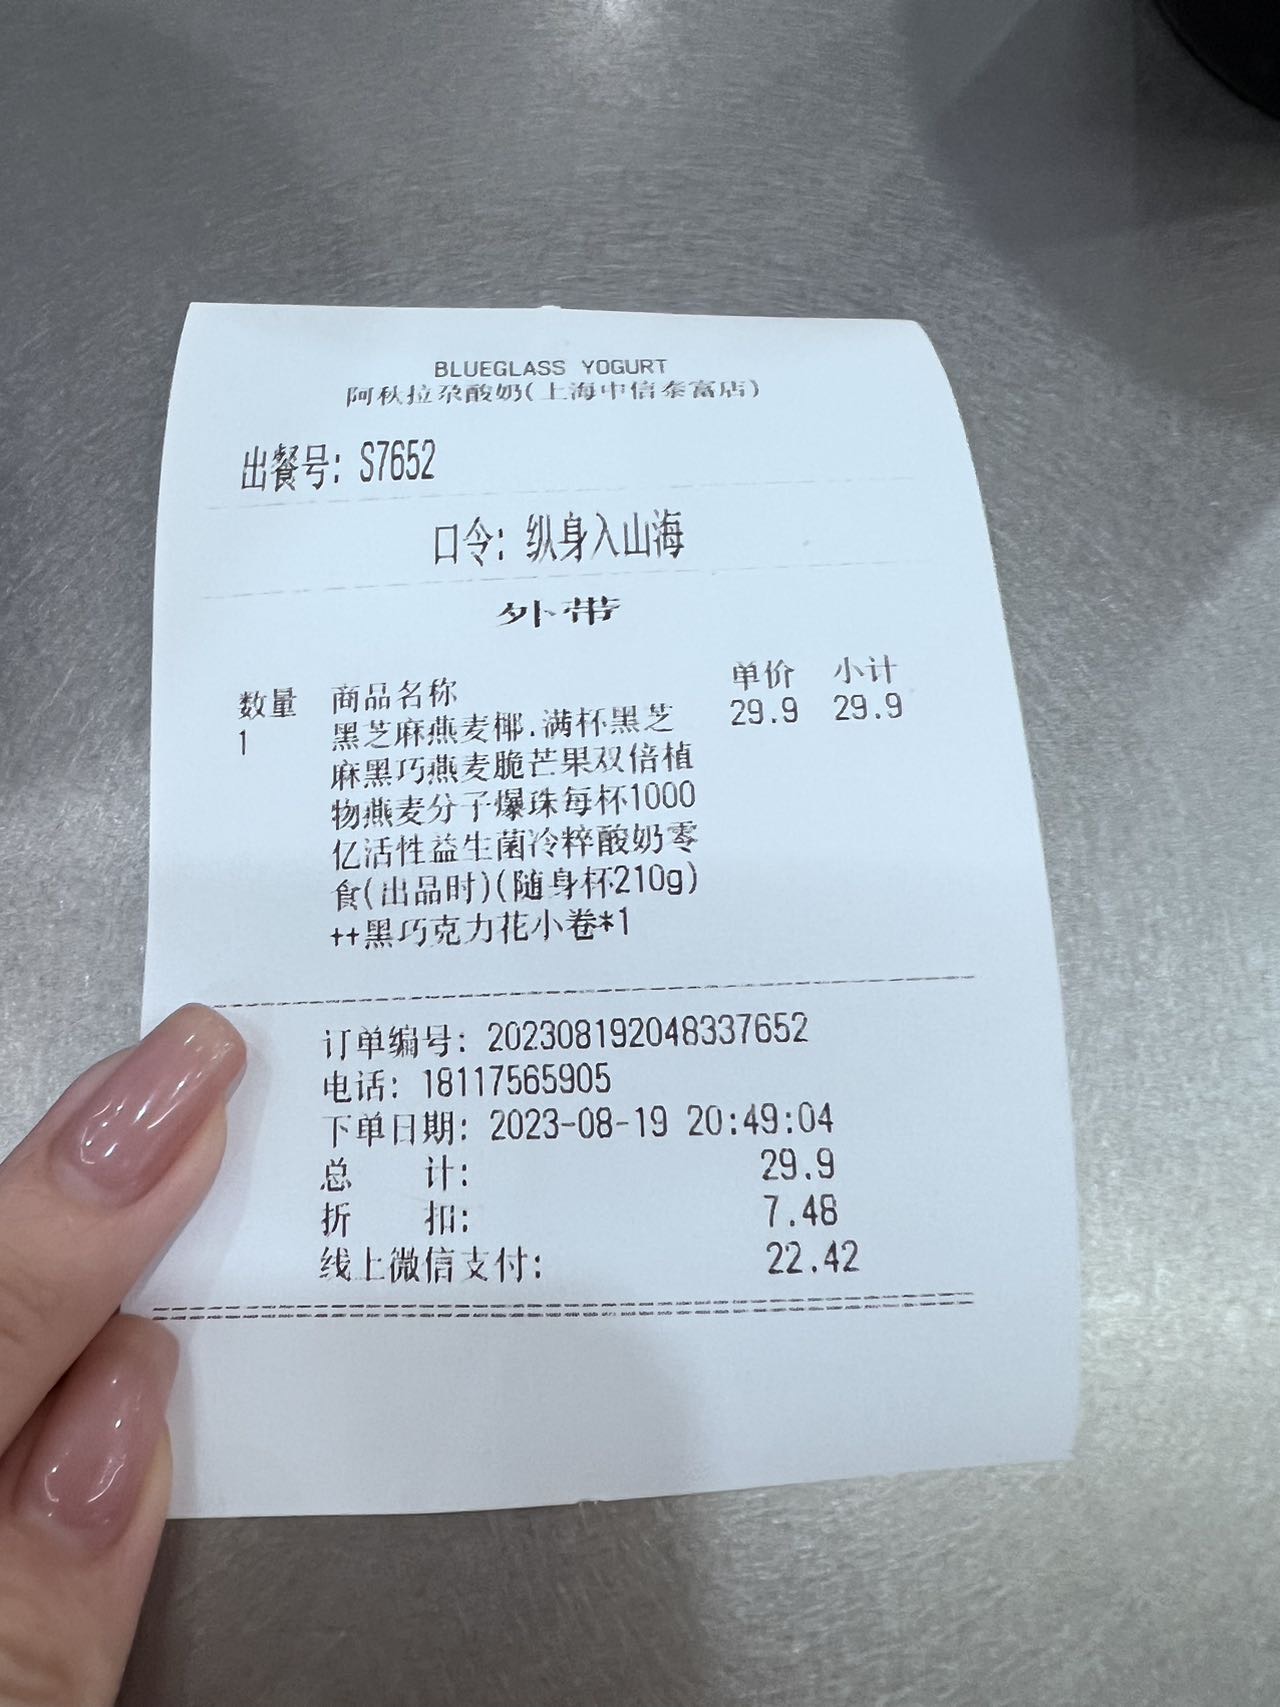 BLUEGLASS YOGURT
阿秋拉尕酸奶(上海中信泰富店)
出餐号: S7652
口令: 纵身入山海
外带
数量 商品名称 单价 小计
1 黑芝麻燕麦椰.满杯黑芝 29.9 29.9
麻黑巧燕麦脆芒果双倍植
物燕麦分子爆珠每杯1000
亿活性益生菌冷粹酸奶零
食(出品时)(随身杯210g)
++黑巧克力花小卷*1
订单编号: 202308192048337652
电话: 18117565905
下单日期: 2023-08-19 20:49:04
总 计: 29.9
折 扣: 7.48
线上微信支付: 22.42